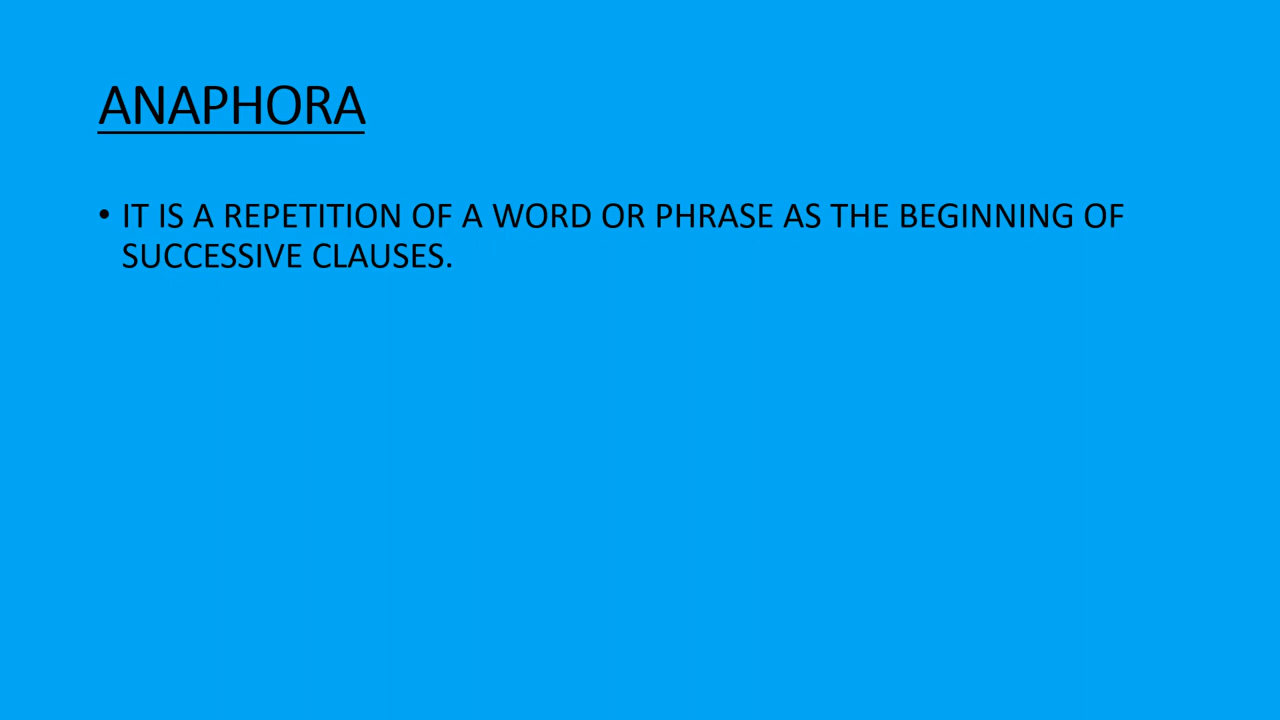 ANAPHORA
• IT IS A REPETITION OF A WORD OR PHRASE AS THE BEGINNING OF
SUCCESSIVE CLAUSES.